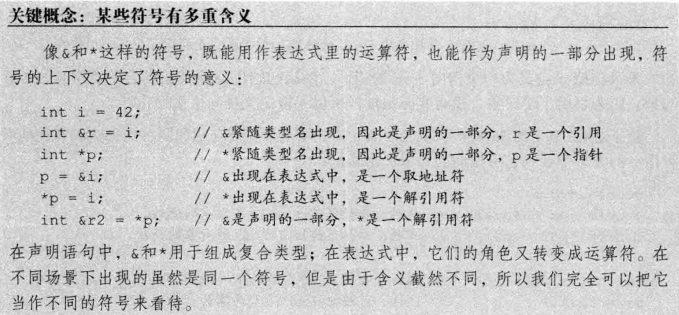 关键概念：某些符号有多重含义
像&和*这样的符号，既能用作表达式里的运算符，也能作为声明的一部分出现，符
号的上下文决定了符号的意义：
int i = 42;
int &r = i; // &紧随类型名出现，因此是声明的一部分，r是一个引用
int *p; // *紧随类型名出现，因此是声明的一部分，p是一个指针
p = &i; // &出现在表达式中，是一个取地址符
*p = i; // *出现在表达式中，是一个解引用符
int &r2 = *p; // &是声明的一部分，*是一个解引用符
在声明语句中，&和*用于组成复合类型；在表达式中，它们的角色又转变成运算符。在
不同场景下出现的虽然是同一个符号，但是由于含义截然不同，所以我们完全可以把它
当作不同的符号来看待。